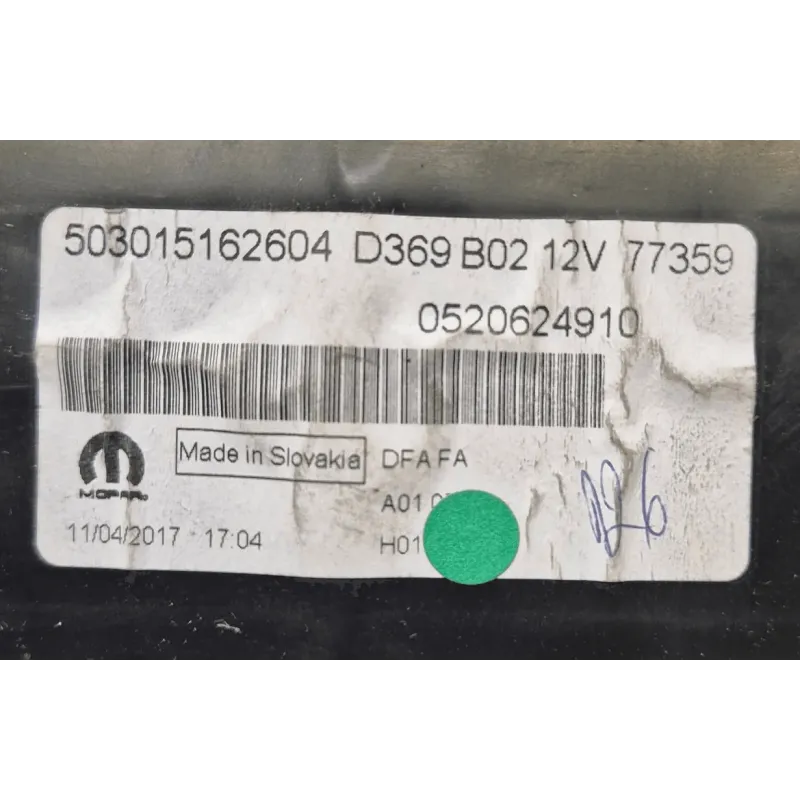 503015162604 D369 B02 12V 77359
0520624910
Made in Slovakia DFA FA
MOPAR
A01
11/04/2017 17:04
H01